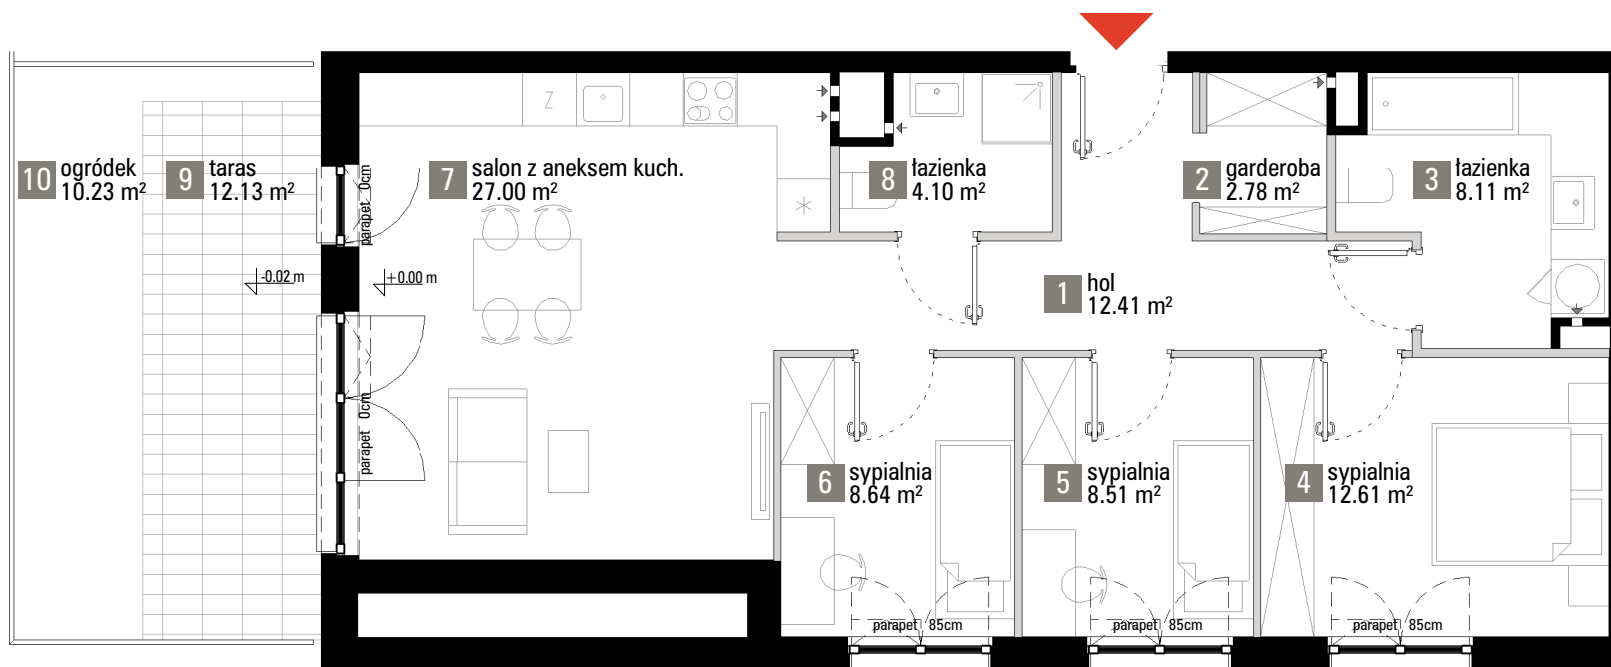 10 ogródek
10.23 m²
9 taras
12.13 m²
7 salon z aneksem kuch.
27.00 m²
8 łazienka
4.10 m²
2 garderoba
2.78 m²
3 łazienka
8.11 m²
1 hol
12.41 m²
6 sypialnia
8.64 m²
5 sypialnia
8.51 m²
4 sypialnia
12.61 m²
Z
parapet 0cm
parapet 0cm
-0.02 m
+0.00 m
parapet 85cm
parapet 85cm
parapet 85cm